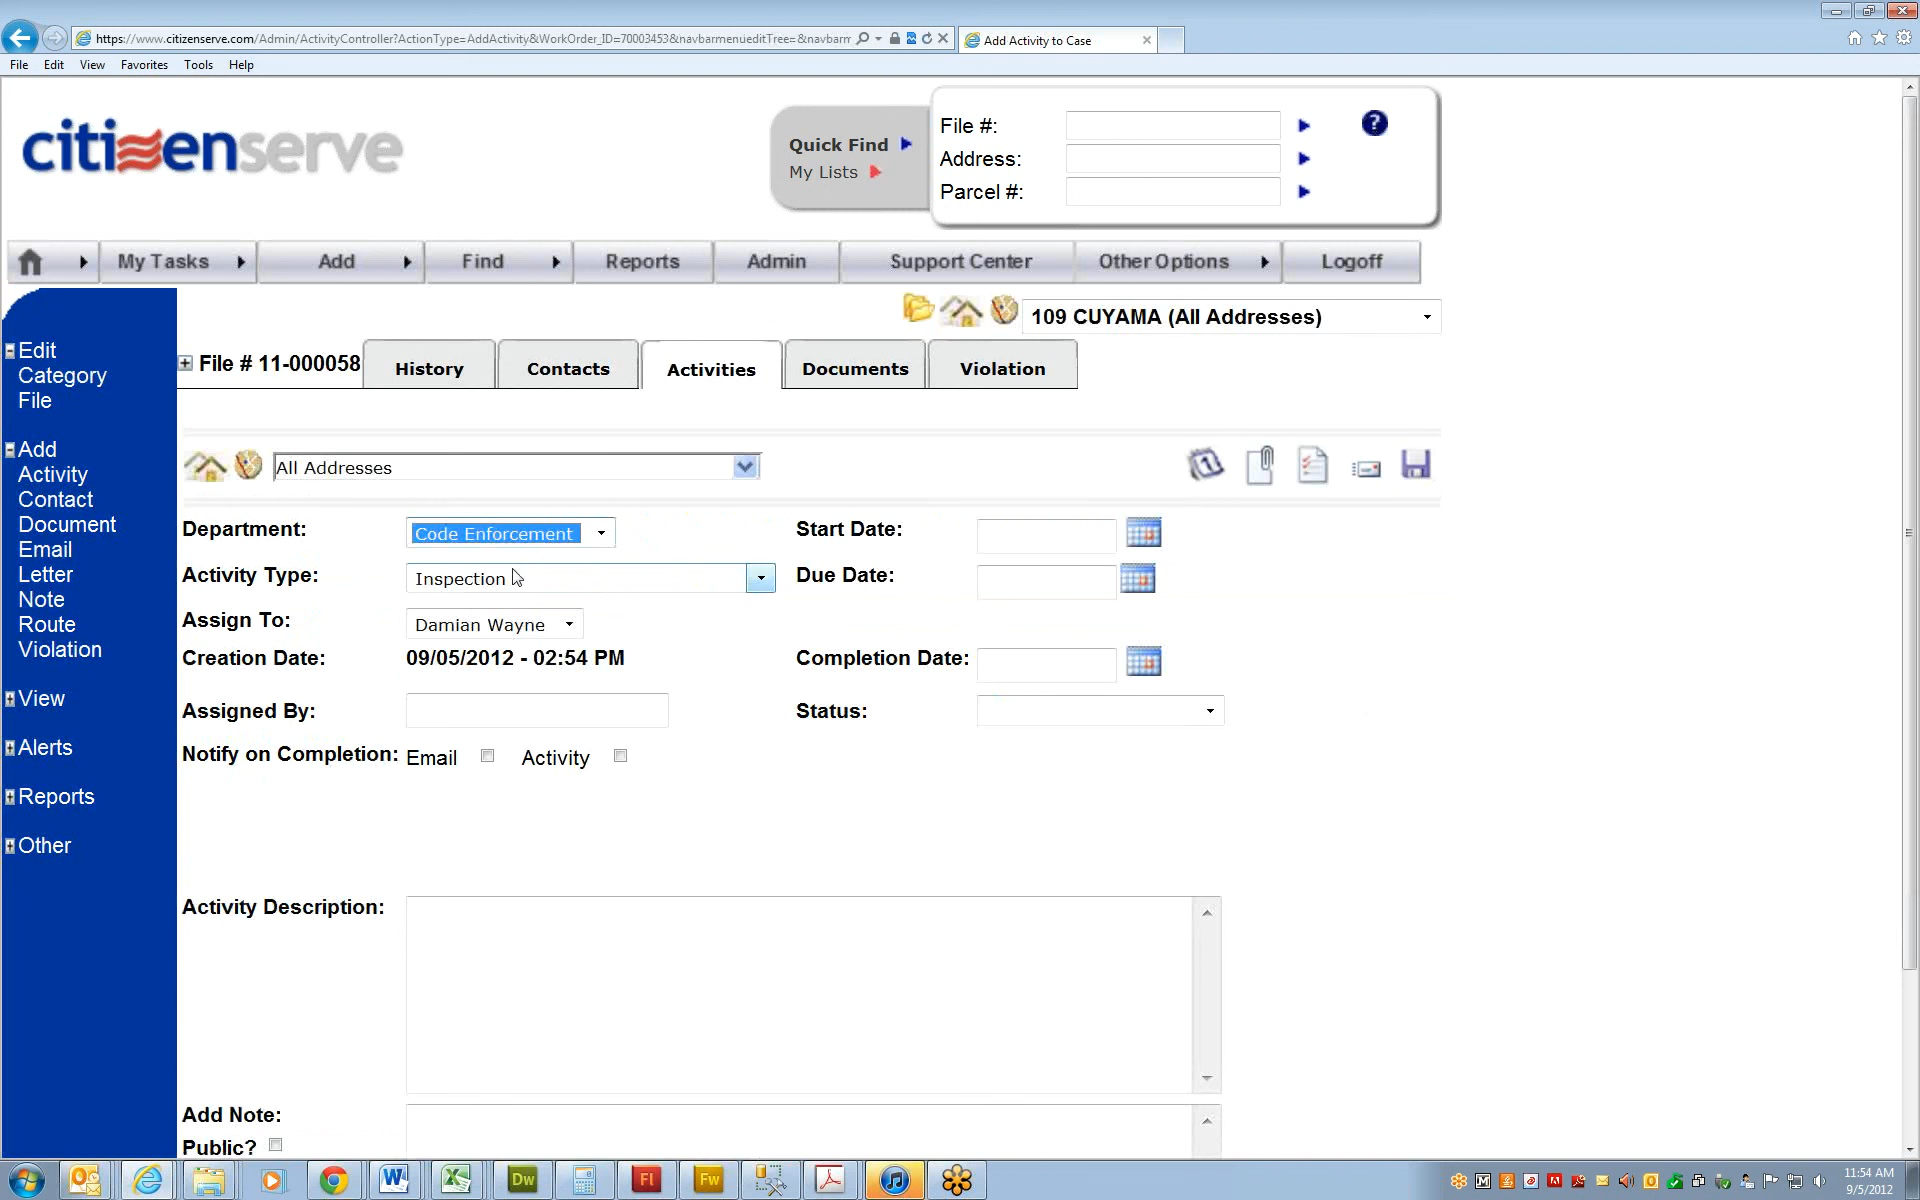 https://www.citizenserve.com/Admin/ActivityController?ActionType=AddActivity&WorkOrder_ID=70003453&navbarmenueditTree=&navbarm
Add Activity to Case
File Edit View Favorites Tools Help
citizenserve
Quick Find
My Lists
File #:
Address:
Parcel #:
?
My Tasks Add Find Reports Admin Support Center Other Options Logoff
109 CUYAMA (All Addresses)
File # 11-000058 History Contacts Activities Documents Violation
Edit
Category
File
Add
Activity
Contact
Document
Email
Letter
Note
Route
Violation
View
Alerts
Reports
Other
All Addresses
Department: Code Enforcement Start Date:
Activity Type: Inspection Due Date:
Assign To: Damian Wayne
Creation Date: 09/05/2012 - 02:54 PM Completion Date:
Assigned By: Status:
Notify on Completion: Email Activity
Activity Description:
Add Note:
Public?
Dw
Fl
Fw
11:54 AM
9/5/2012